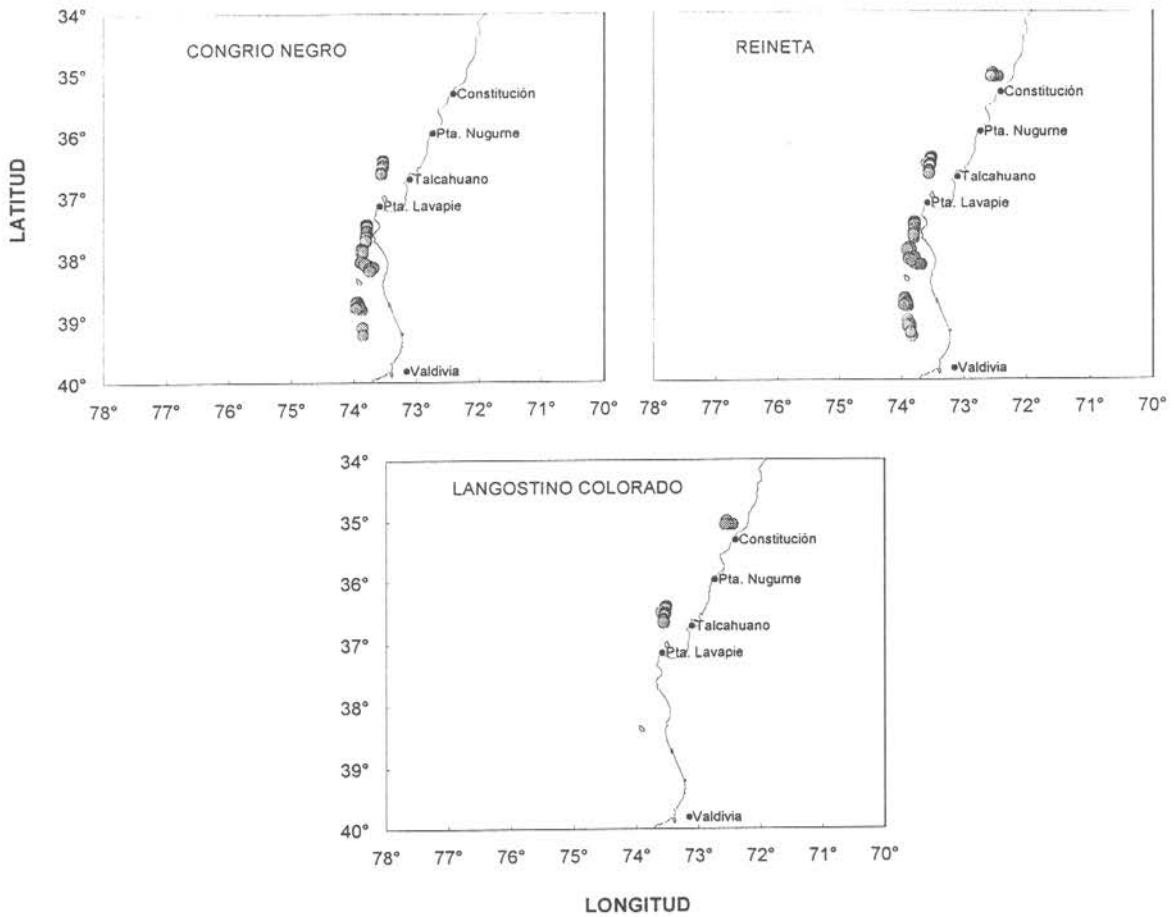 CONGRIO NEGRO
34°
35°
36°
37°
38°
39°
40°
LATITUD
Constitución
Pta. Nugurne
Talcahuano
Pta. Lavapie
Valdivia
78° 77° 76° 75° 74° 73° 72° 71° 70°
REINETA
Constitución
Pta. Nugurne
Talcahuano
Pta. Lavapie
Valdivia
78° 77° 76° 75° 74° 73° 72° 71° 70°
LANGOSTINO COLORADO
34°
35°
36°
37°
38°
39°
40°
Constitución
Pta. Nugurne
Talcahuano
Pta. Lavapie
Valdivia
78° 77° 76° 75° 74° 73° 72° 71° 70°
LONGITUD